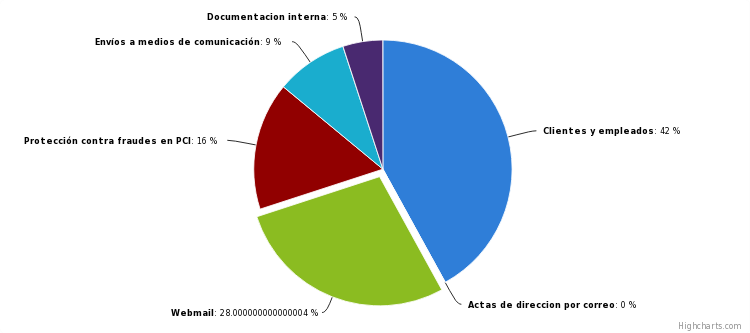 Documentacion interna: 5 %
Envíos a medios de comunicación: 9 %
Clientes y empleados: 42 %
Protección contra fraudes en PCI: 16 %
Actas de direccion por correo: 0 %
Webmail: 28.000000000000004 %
Highcharts.com